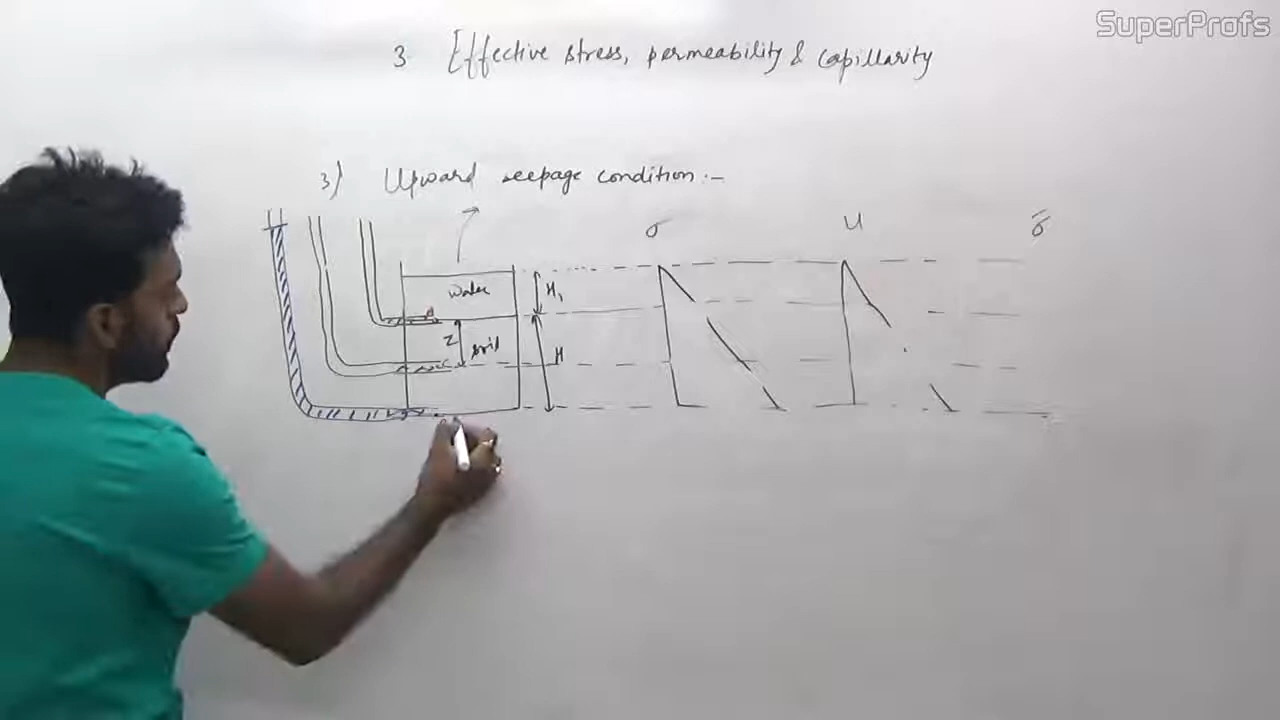 SuperProfs
3. Effective stress, permeability & capillarity
3) Upward seepage condition :-
σ u σ̄
water H₁
z soil H